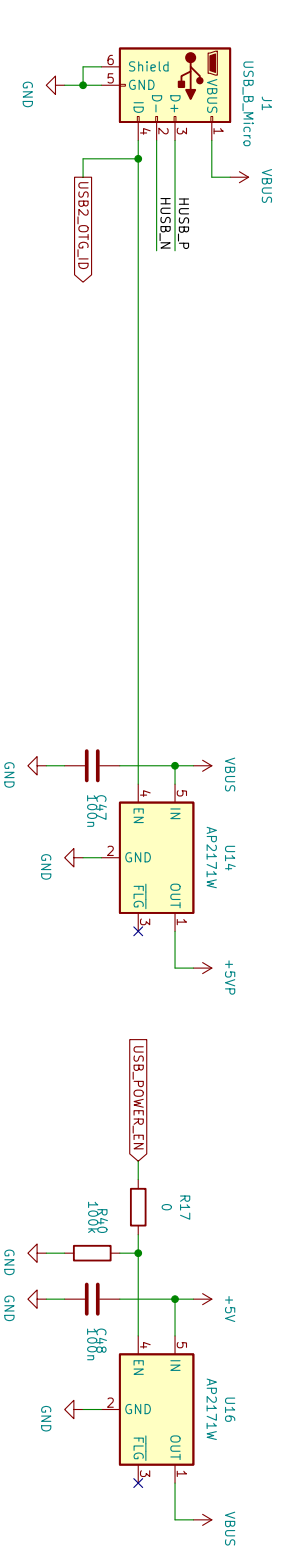 J1
USB_B_Micro
VBUS
1
VBUS
D+
3
HUSB_P
D-
2
HUSB_N
ID
4
Shield
6
GND
5
GND
USB2_OTG_ID
VBUS
C47
100n
GND
U14
AP2171W
IN
5
EN
4
GND
2
GND
OUT
1
FLG
3
+5VP
USB_POWER_EN
R17
0
R40
100k
GND
+5V
C48
100n
GND
U16
AP2171W
IN
5
EN
4
GND
2
GND
OUT
1
FLG
3
VBUS